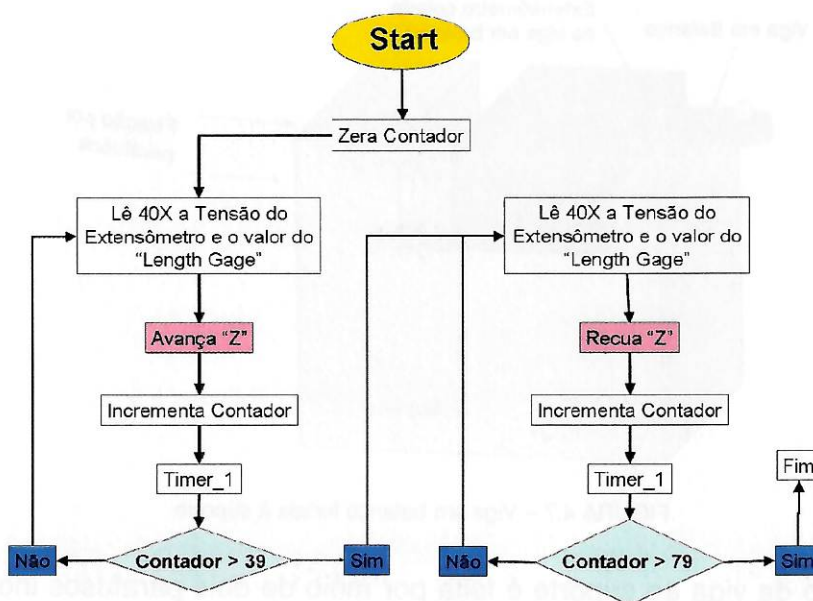 Start
Zera Contador
Lê 40X a Tensão do
Extensômetro e o valor do
“Length Gage”
Avança “Z”
Incrementa Contador
Timer_1
Contador > 39
Não
Sim
Lê 40X a Tensão do
Extensômetro e o valor do
“Length Gage”
Recua “Z”
Incrementa Contador
Timer_1
Contador > 79
Não
Sim
Fim